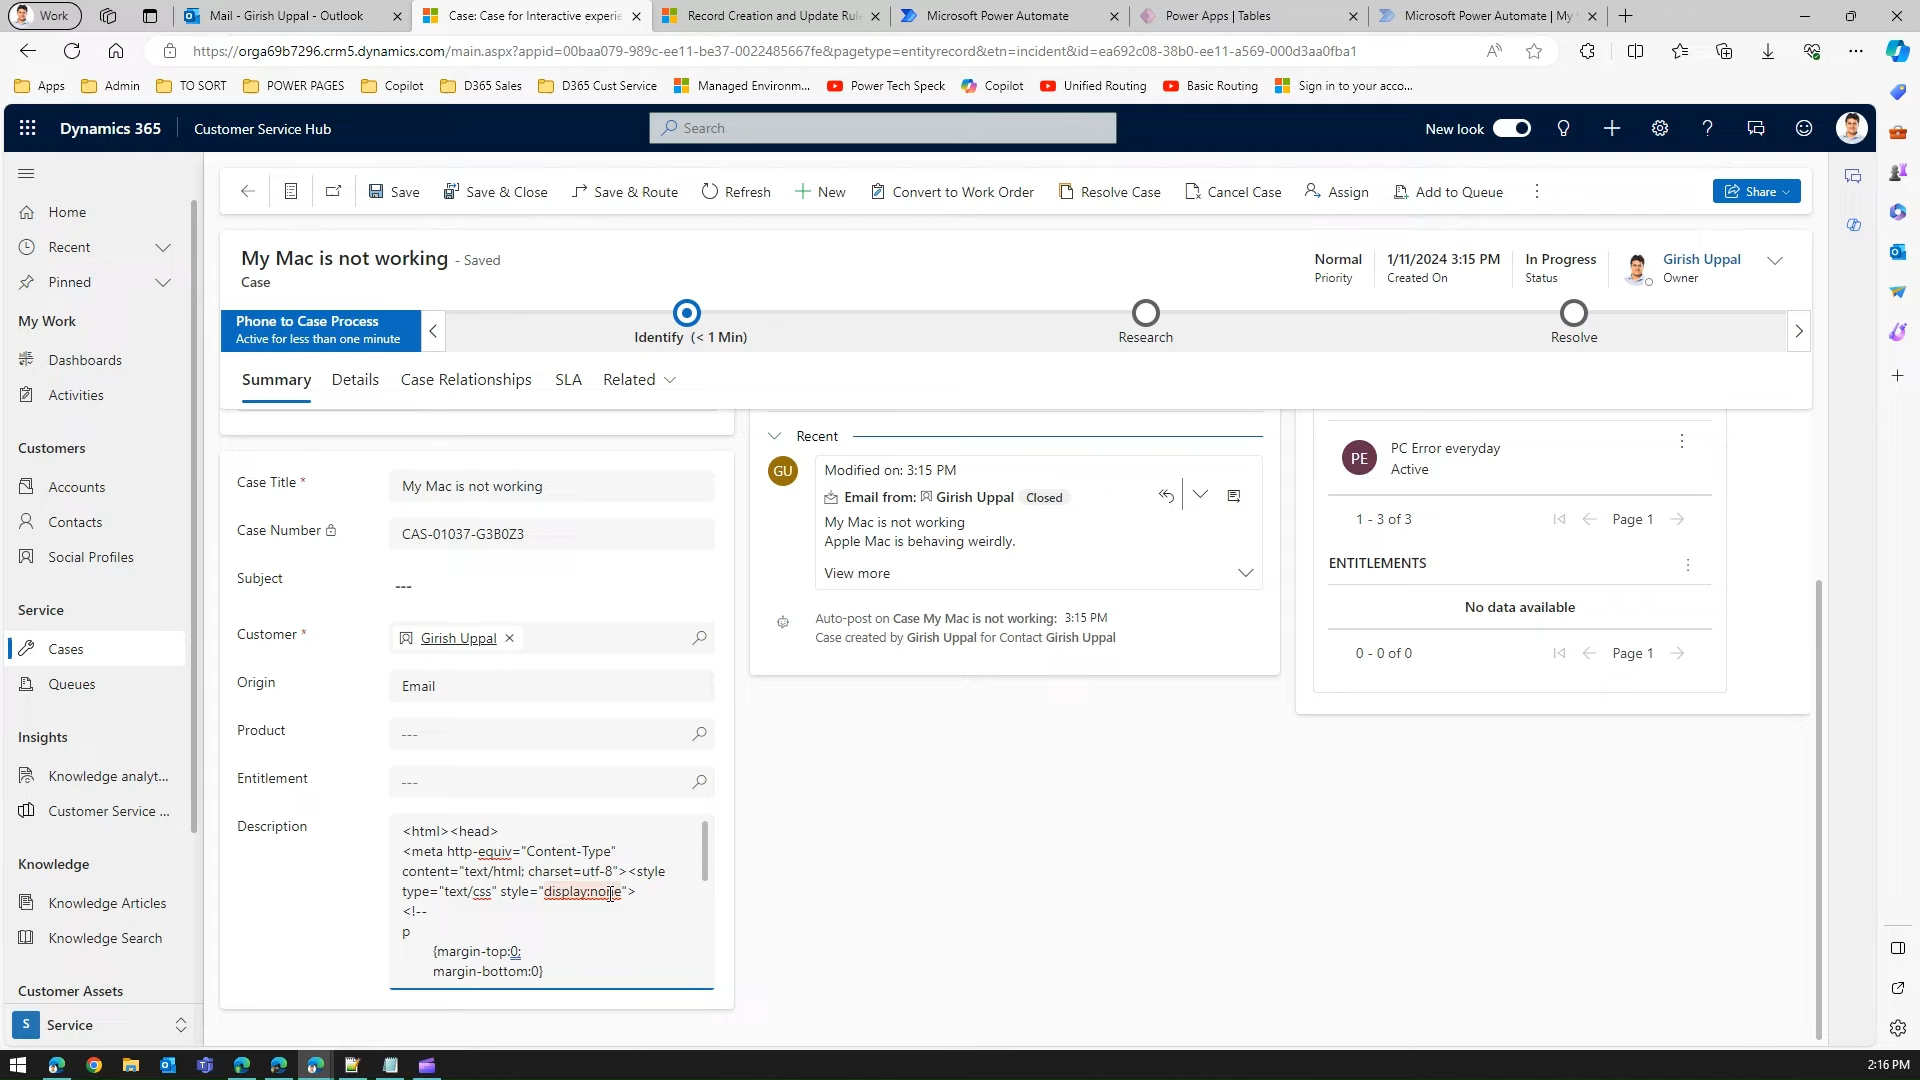 Work
Mail - Girish Uppal - Outlook
Case: Case for Interactive experie
Record Creation and Update Rul
Microsoft Power Automate
Power Apps | Tables
Microsoft Power Automate | My
https://orga69b7296.crm5.dynamics.com/main.aspx?appid=00baa079-989c-ee11-be37-0022485667fe&pagetype=entityrecord&etn=incident&id=ea692c08-38b0-ee11-a569-000d3aa0fba1
Apps
Admin
TO SORT
POWER PAGES
Copilot
D365 Sales
D365 Cust Service
Managed Environm...
Power Tech Speck
Copilot
Unified Routing
Basic Routing
Sign in to your acco...
Dynamics 365
Customer Service Hub
Search
New look
Save
Save & Close
Save & Route
Refresh
New
Convert to Work Order
Resolve Case
Cancel Case
Assign
Add to Queue
Share
Home
Recent
Pinned
My Work
Dashboards
Activities
Customers
Accounts
Contacts
Social Profiles
Service
Cases
Queues
Insights
Knowledge analyt...
Customer Service ...
Knowledge
Knowledge Articles
Knowledge Search
Customer Assets
S
Service
My Mac is not working - Saved
Case
Normal
Priority
1/11/2024 3:15 PM
Created On
In Progress
Status
Girish Uppal
Owner
Phone to Case Process
Active for less than one minute
Identify (< 1 Min)
Research
Resolve
Summary
Details
Case Relationships
SLA
Related
Case Title *
My Mac is not working
Case Number
CAS-01037-G3B0Z3
Subject
---
Customer *
Girish Uppal
Origin
Email
Product
---
Entitlement
---
Description
<html><head>
<meta http-equiv="Content-Type"
content="text/html; charset=utf-8"><style
type="text/css" style="display:none">
<!--
p
{margin-top:0;
margin-bottom:0}
Recent
GU
Modified on: 3:15 PM
Email from: Girish Uppal
Closed
My Mac is not working
Apple Mac is behaving weirdly.
View more
Auto-post on Case My Mac is not working: 3:15 PM
Case created by Girish Uppal for Contact Girish Uppal
PE
PC Error everyday
Active
1 - 3 of 3
Page 1
ENTITLEMENTS
No data available
0 - 0 of 0
Page 1
2:16 PM